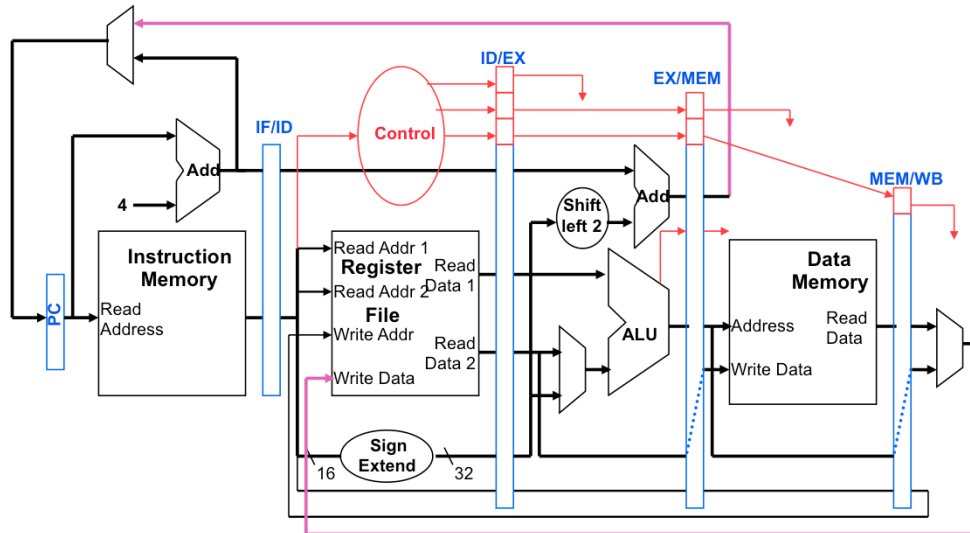 ID/EX
EX/MEM
IF/ID
Control
Add
MEM/WB
4
Shift
left 2
Add
Instruction
Memory
Read Addr 1
Register
Read
Data 1
Data
Memory
PC
Read
Address
Read Addr 2
File
Write Addr
ALU
Address
Read
Data
Read
Data 2
Write Data
Write Data
Sign
Extend
16
32